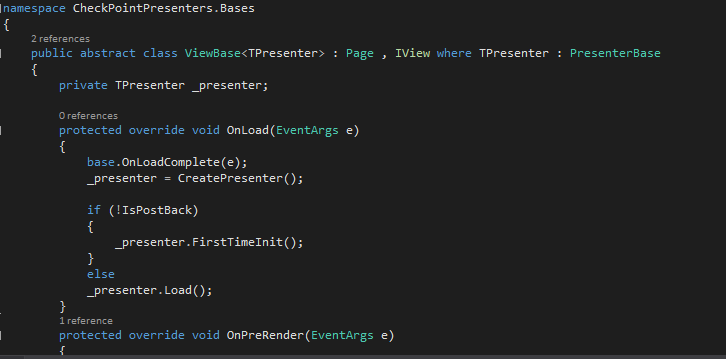 namespace CheckPointPresenters.Bases
{
2 references
public abstract class ViewBase<TPresenter> : Page , IView where TPresenter : PresenterBase
{
private TPresenter _presenter;
0 references
protected override void OnLoad(EventArgs e)
{
base.OnLoadComplete(e);
_presenter = CreatePresenter();
if (!IsPostBack)
{
_presenter.FirstTimeInit();
}
else
_presenter.Load();
}
1 reference
protected override void OnPreRender(EventArgs e)
{